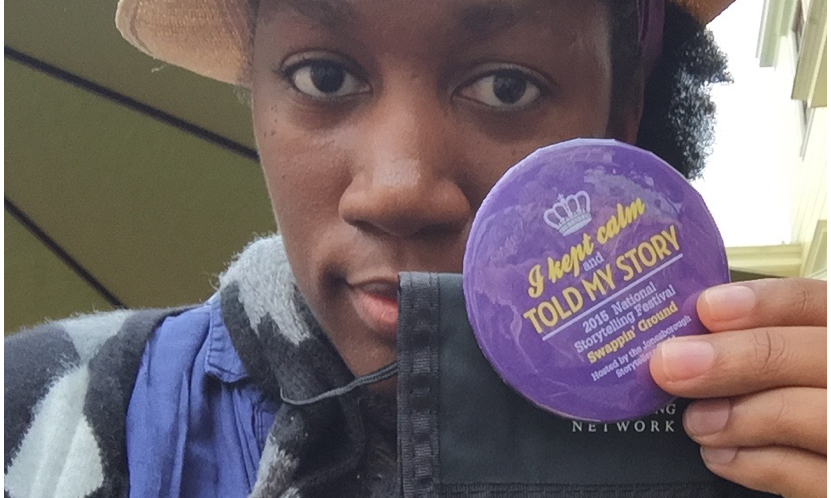 I kept calm
and
TOLD MY STORY
2015 National
Storytelling Festival
Swappin' Ground
Hosted by the Jonesborough
NETWORK